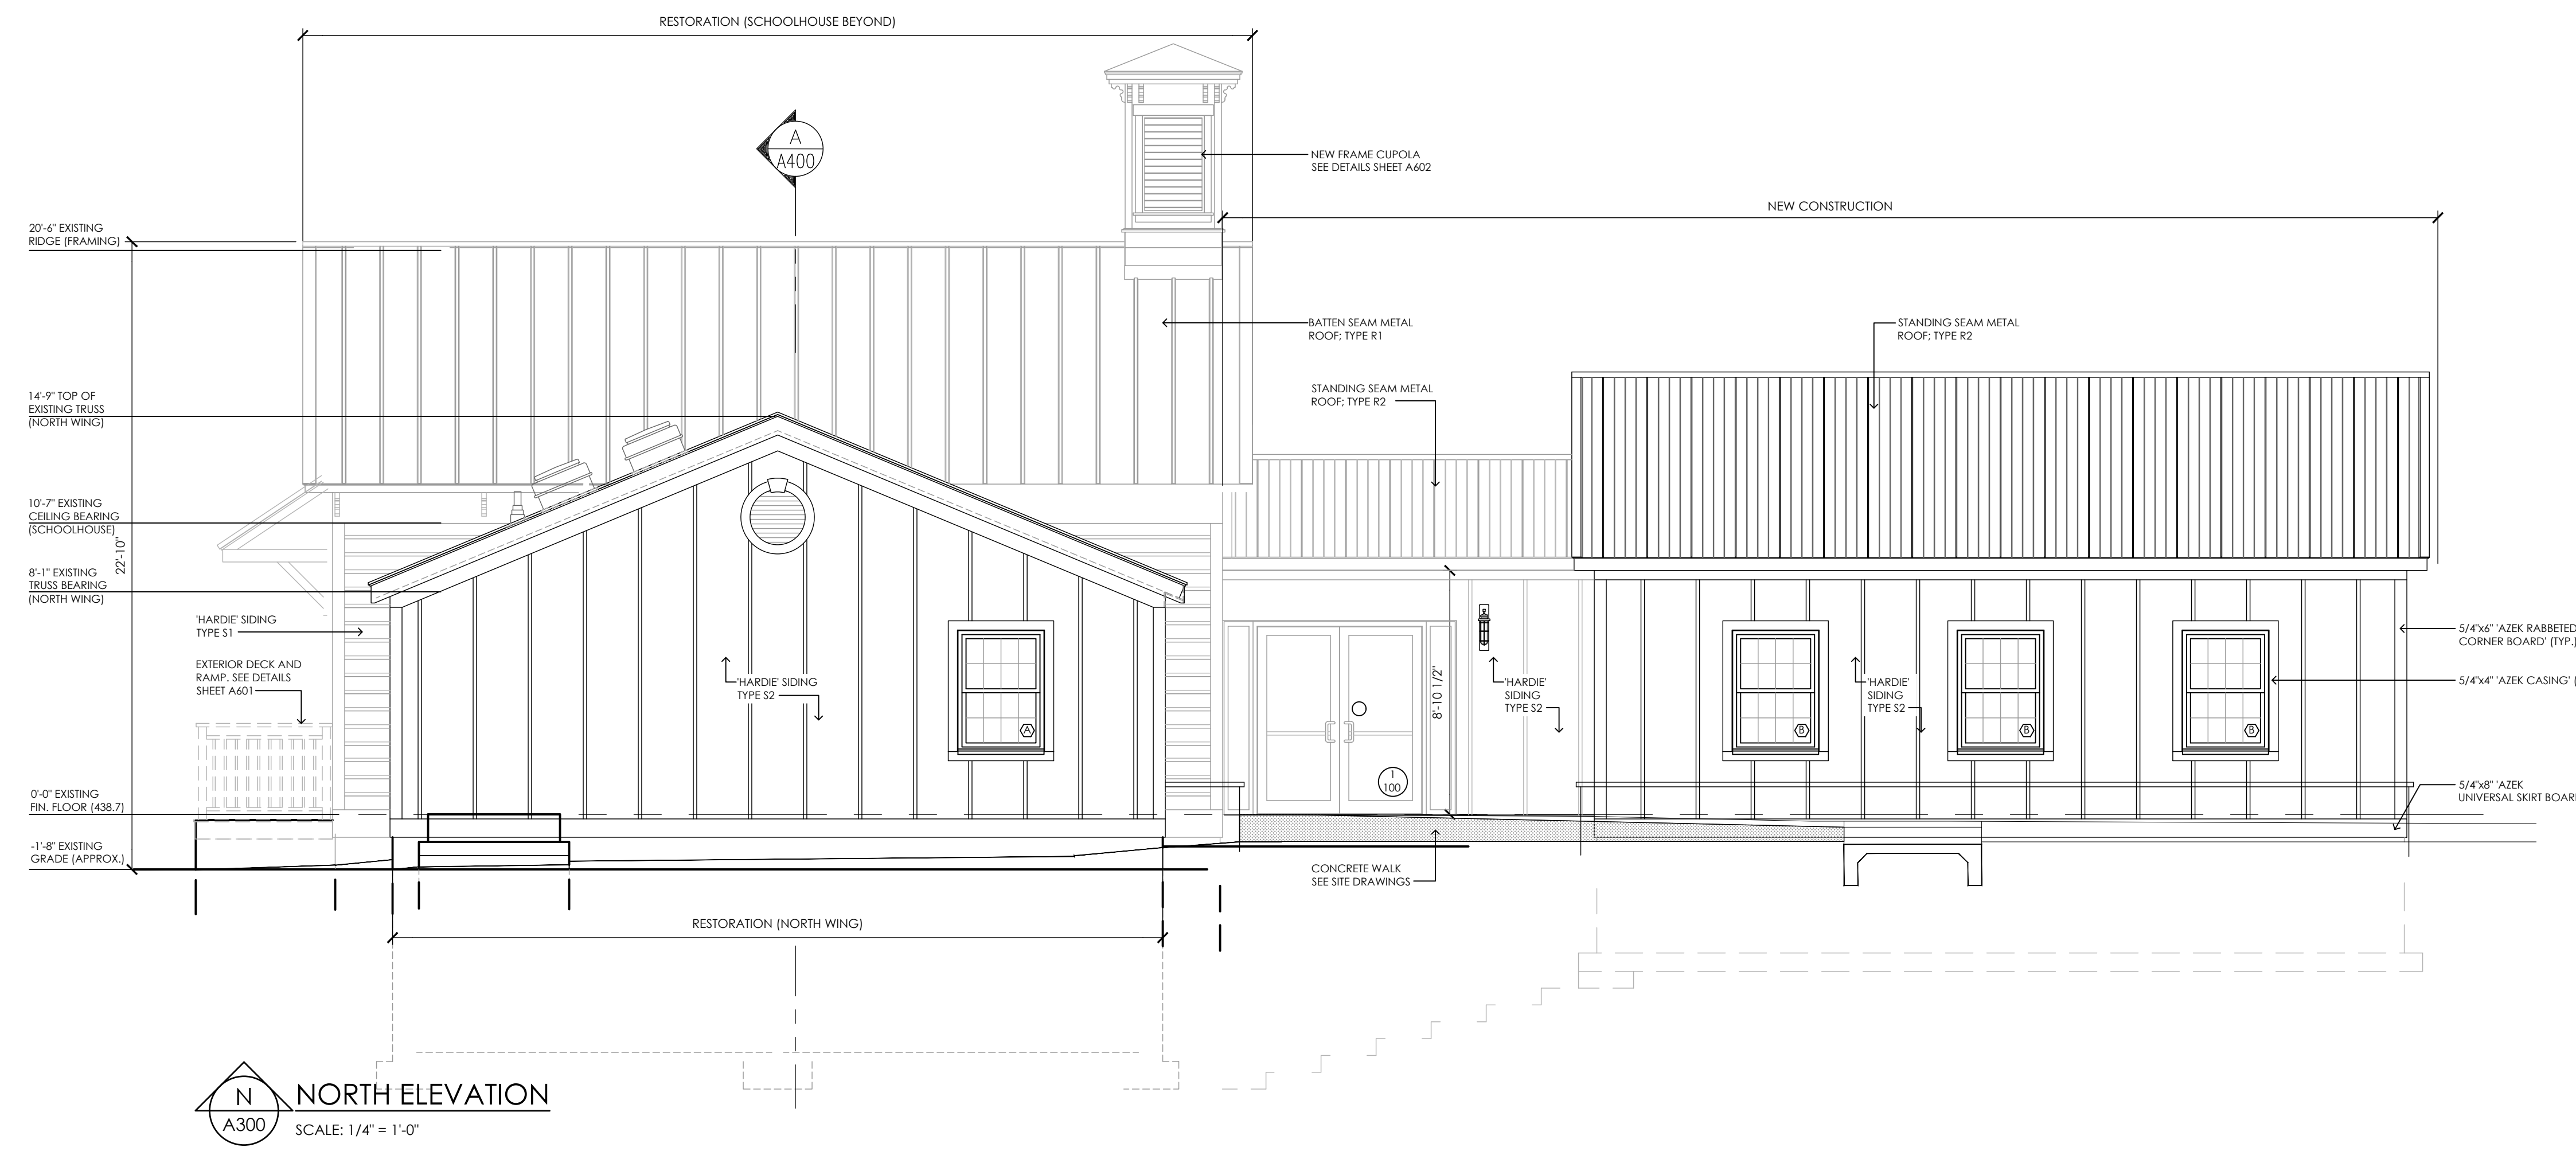 RESTORATION (SCHOOLHOUSE BEYOND)
A
A400
NEW FRAME CUPOLA
SEE DETAILS SHEET A602
NEW CONSTRUCTION
20'-6" EXISTING
RIDGE (FRAMING)
BATTEN SEAM METAL
ROOF; TYPE R1
STANDING SEAM METAL
ROOF; TYPE R2
STANDING SEAM METAL
ROOF; TYPE R2
14'-9" TOP OF
EXISTING TRUSS
(NORTH WING)
10'-7" EXISTING
CEILING BEARING
(SCHOOLHOUSE)
22'-10"
8'-1" EXISTING
TRUSS BEARING
(NORTH WING)
'HARDIE' SIDING
TYPE S1
EXTERIOR DECK AND
RAMP. SEE DETAILS
SHEET A601
'HARDIE' SIDING
TYPE S2
A
8'-10 1/2"
'HARDIE'
SIDING
TYPE S2
'HARDIE'
SIDING
TYPE S2
B
B
B
5/4"x6" 'AZEK RABBETED
CORNER BOARD' (TYP.)
5/4"x4" 'AZEK CASING' (
1
100
5/4"x8" 'AZEK
UNIVERSAL SKIRT BOAR
0'-0" EXISTING
FIN. FLOOR (438.7)
-1'-8" EXISTING
GRADE (APPROX.)
CONCRETE WALK
SEE SITE DRAWINGS
RESTORATION (NORTH WING)
N
A300
NORTH ELEVATION
SCALE: 1/4" = 1'-0"